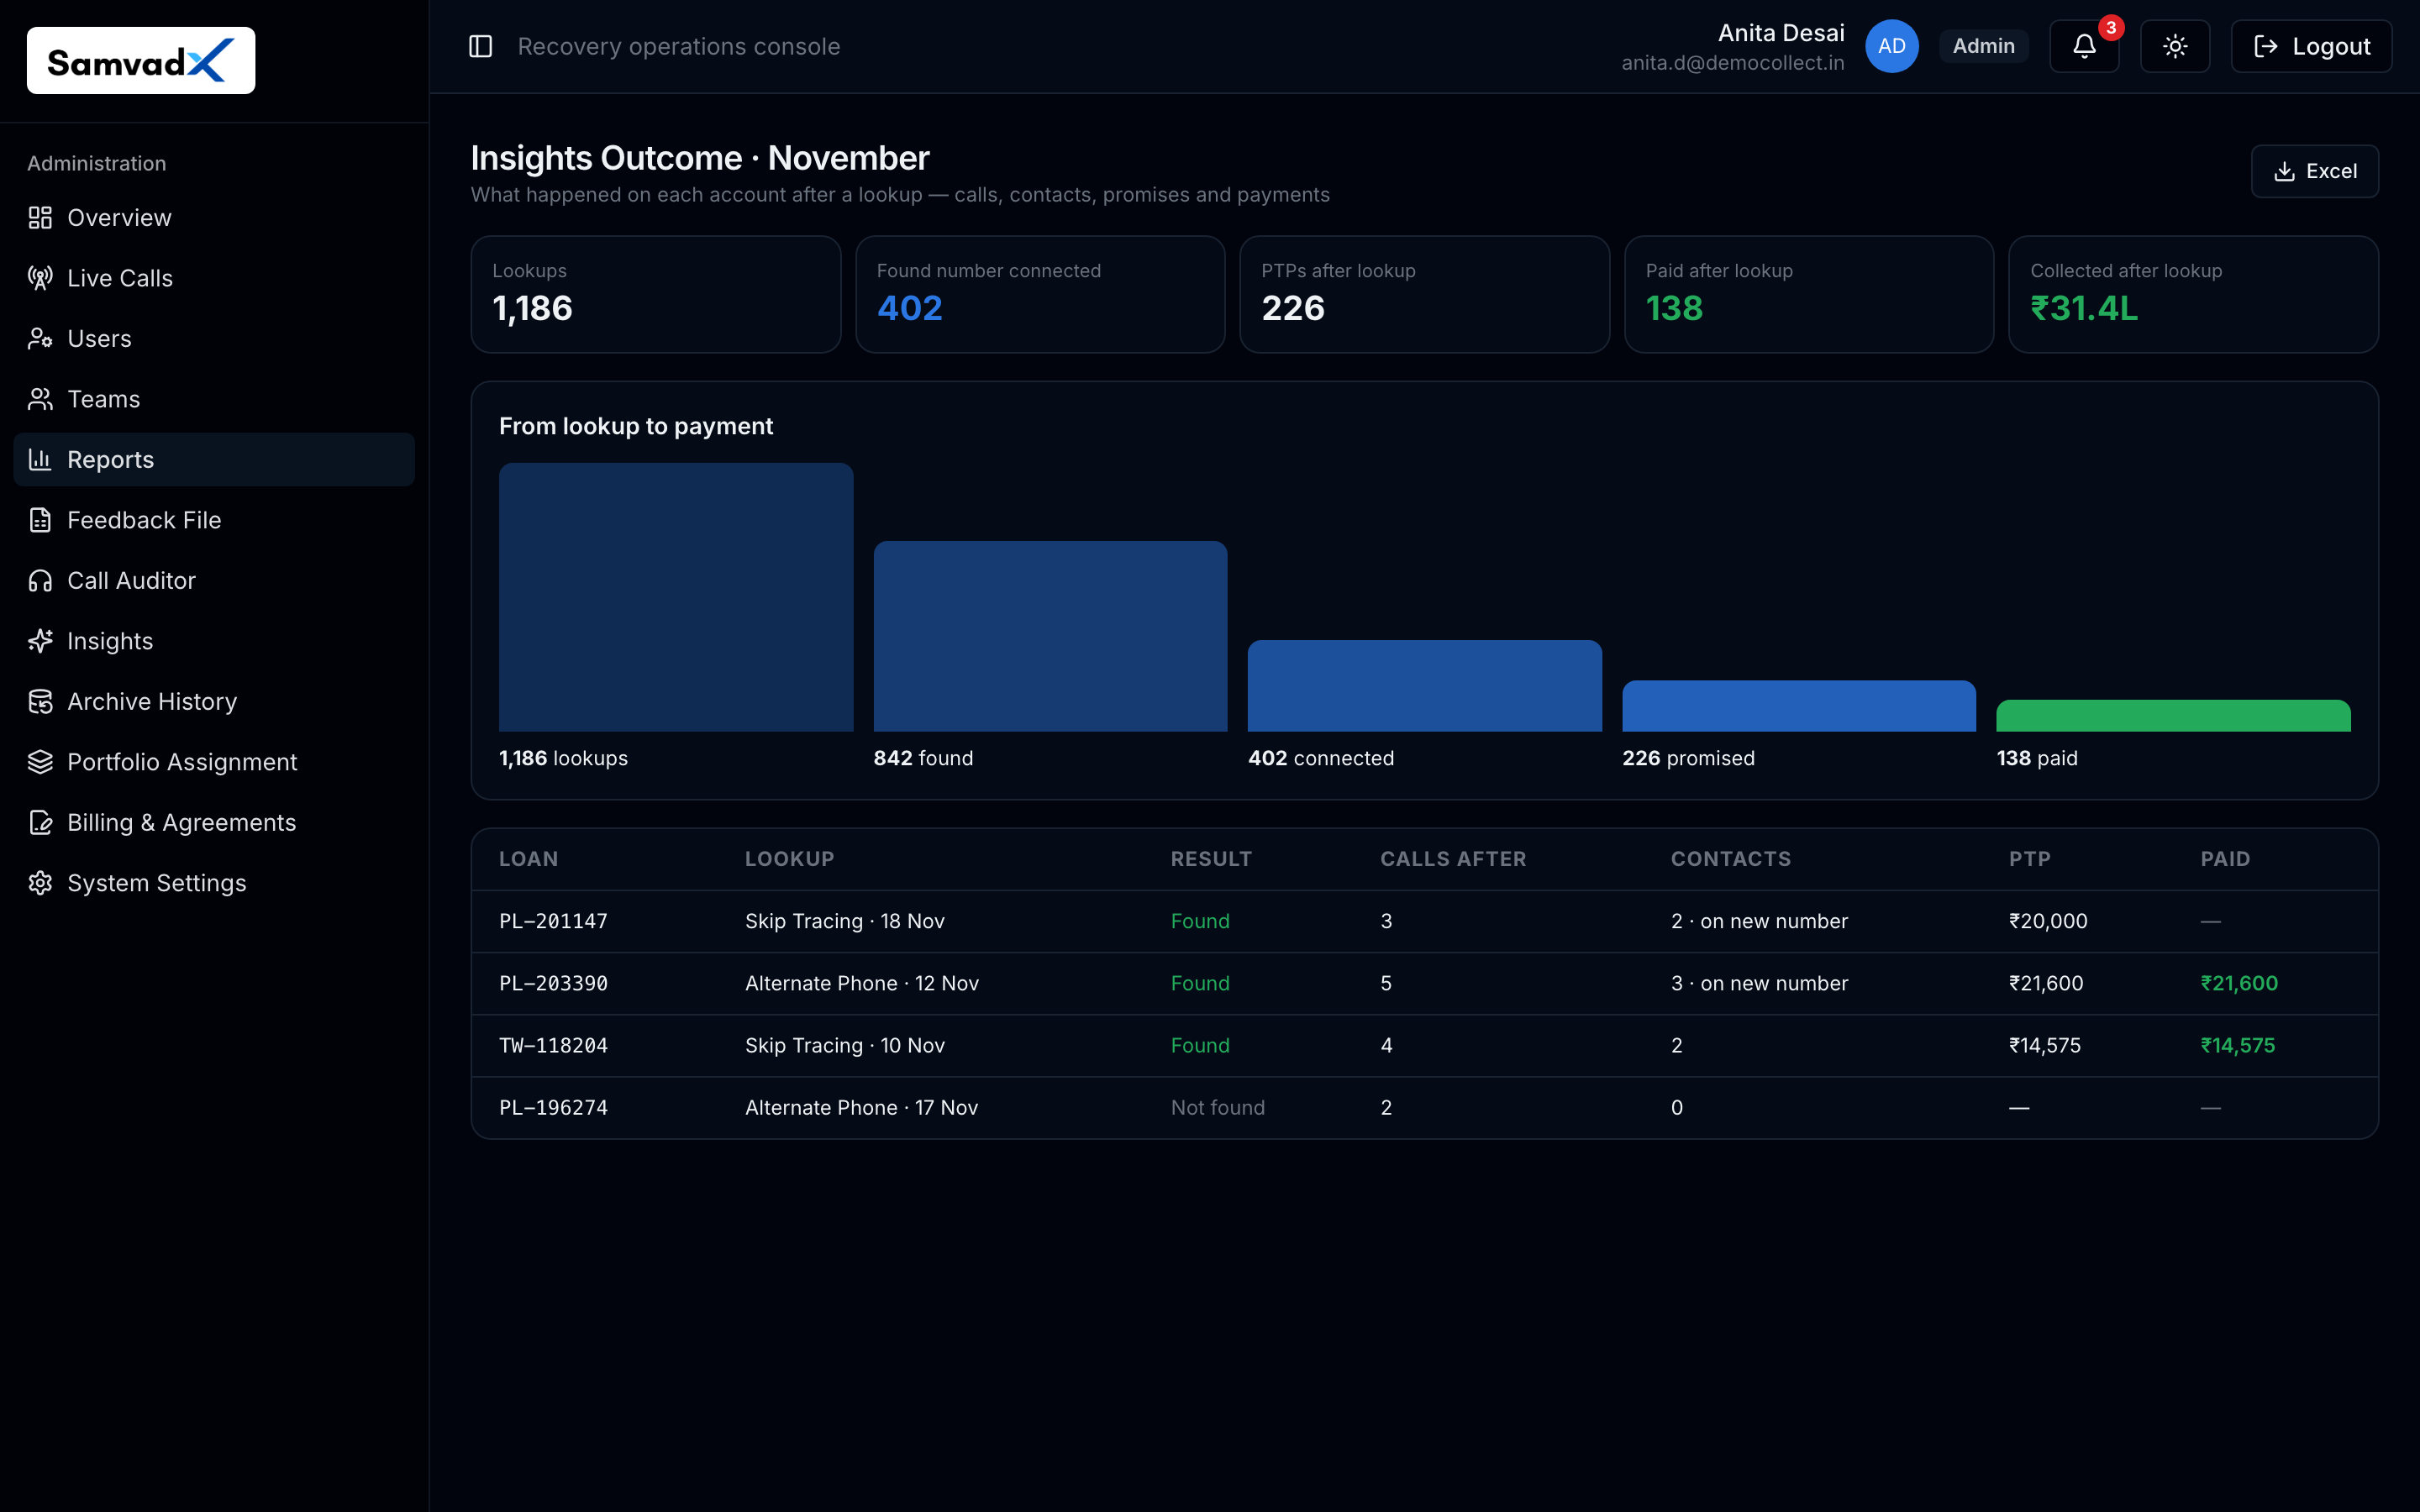 SamvadX
Recovery operations console
Anita Desai
anita.d@democollect.in
AD
Admin
3
Logout
Administration
Overview
Live Calls
Users
Teams
Reports
Feedback File
Call Auditor
Insights
Archive History
Portfolio Assignment
Billing & Agreements
System Settings
Insights Outcome · November
What happened on each account after a lookup — calls, contacts, promises and payments
Excel
Lookups
1,186
Found number connected
402
PTPs after lookup
226
Paid after lookup
138
Collected after lookup
₹31.4L
From lookup to payment
1,186 lookups
842 found
402 connected
226 promised
138 paid
LOAN LOOKUP RESULT CALLS AFTER CONTACTS PTP PAID
PL-201147 Skip Tracing · 18 Nov Found 3 2 · on new number ₹20,000 —
PL-203390 Alternate Phone · 12 Nov Found 5 3 · on new number ₹21,600 ₹21,600
TW-118204 Skip Tracing · 10 Nov Found 4 2 ₹14,575 ₹14,575
PL-196274 Alternate Phone · 17 Nov Not found 2 0 — —